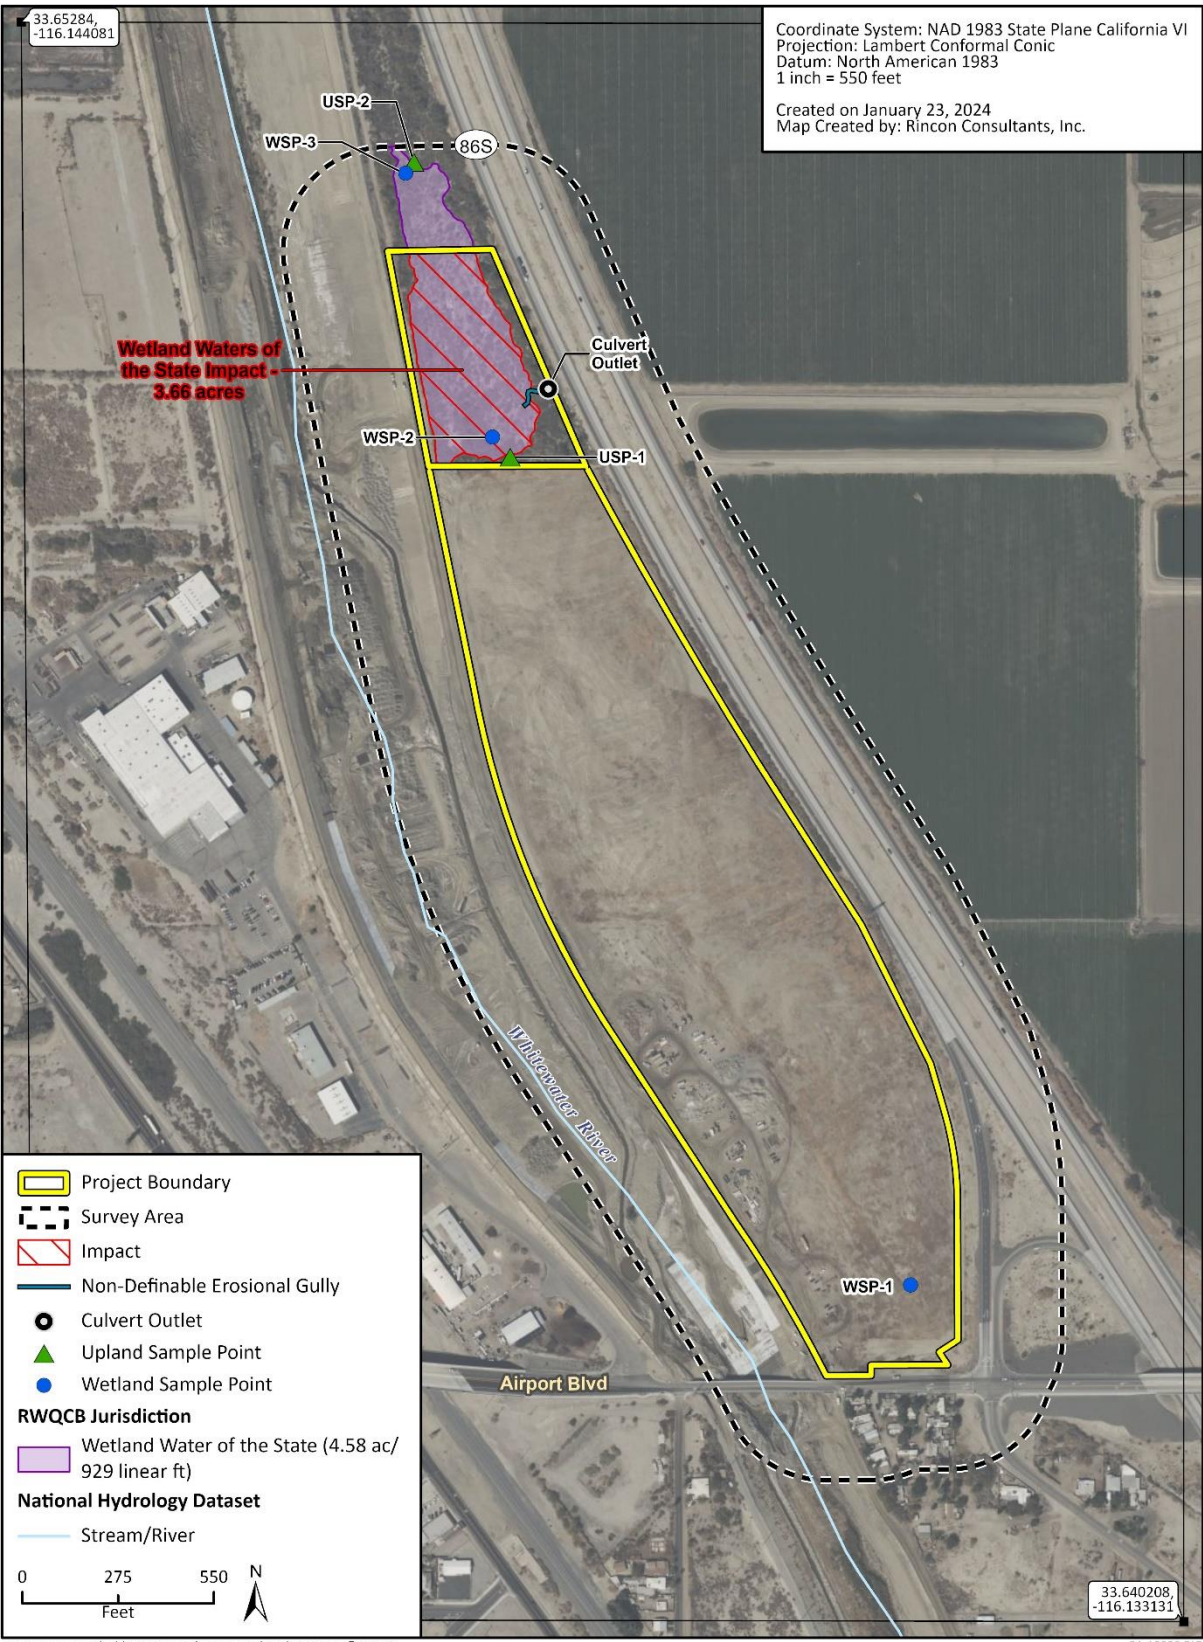 33.65284,
-116.144081
Coordinate System: NAD 1983 State Plane California VI
Projection: Lambert Conformal Conic
Datum: North American 1983
1 inch = 550 feet
Created on January 23, 2024
Map Created by: Rincon Consultants, Inc.
USP-2
WSP-3
86S
Wetland Waters of
the State Impact -
3.66 acres
Culvert
Outlet
WSP-2
USP-1
Whitewater River
WSP-1
Airport Blvd
Project Boundary
Survey Area
Impact
Non-Definable Erosional Gully
Culvert Outlet
Upland Sample Point
Wetland Sample Point
RWQCB Jurisdiction
Wetland Water of the State (4.58 ac/
929 linear ft)
National Hydrology Dataset
Stream/River
0 275 550
Feet
N
33.640208,
-116.133131